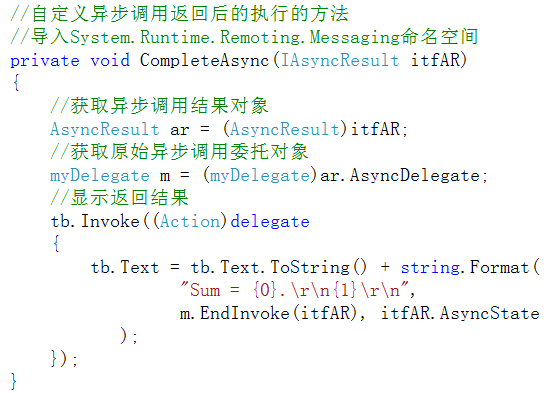 //自定义异步调用返回后的执行的方法
//导入System.Runtime.Remoting.Messaging命名空间
private void CompleteAsync(IAsyncResult itfAR)
{
    //获取异步调用结果对象
    AsyncResult ar = (AsyncResult)itfAR;
    //获取原始异步调用委托对象
    myDelegate m = (myDelegate)ar.AsyncDelegate;
    //显示返回结果
    tb.Invoke((Action)delegate
    {
        tb.Text = tb.Text.ToString() + string.Format(
                "Sum = {0}.\r\n{1}\r\n",
                m.EndInvoke(itfAR), itfAR.AsyncState
            );
    });
}